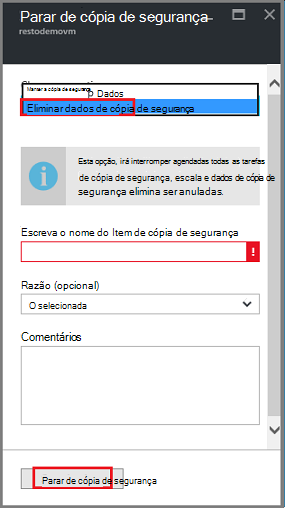 Parar de cópia de segurança
restodemovm
Dados
Manter a cópia de segurança
Eliminar dados de cópia de segurança
Esta opção, irá interromper agendadas todas as tarefas
de cópia de segurança, escala e dados de cópia de
segurança elimina ser anuladas.
Escreva o nome do Item de cópia de segurança
Razão (opcional)
O selecionada
Comentários
Parar de cópia de segurança